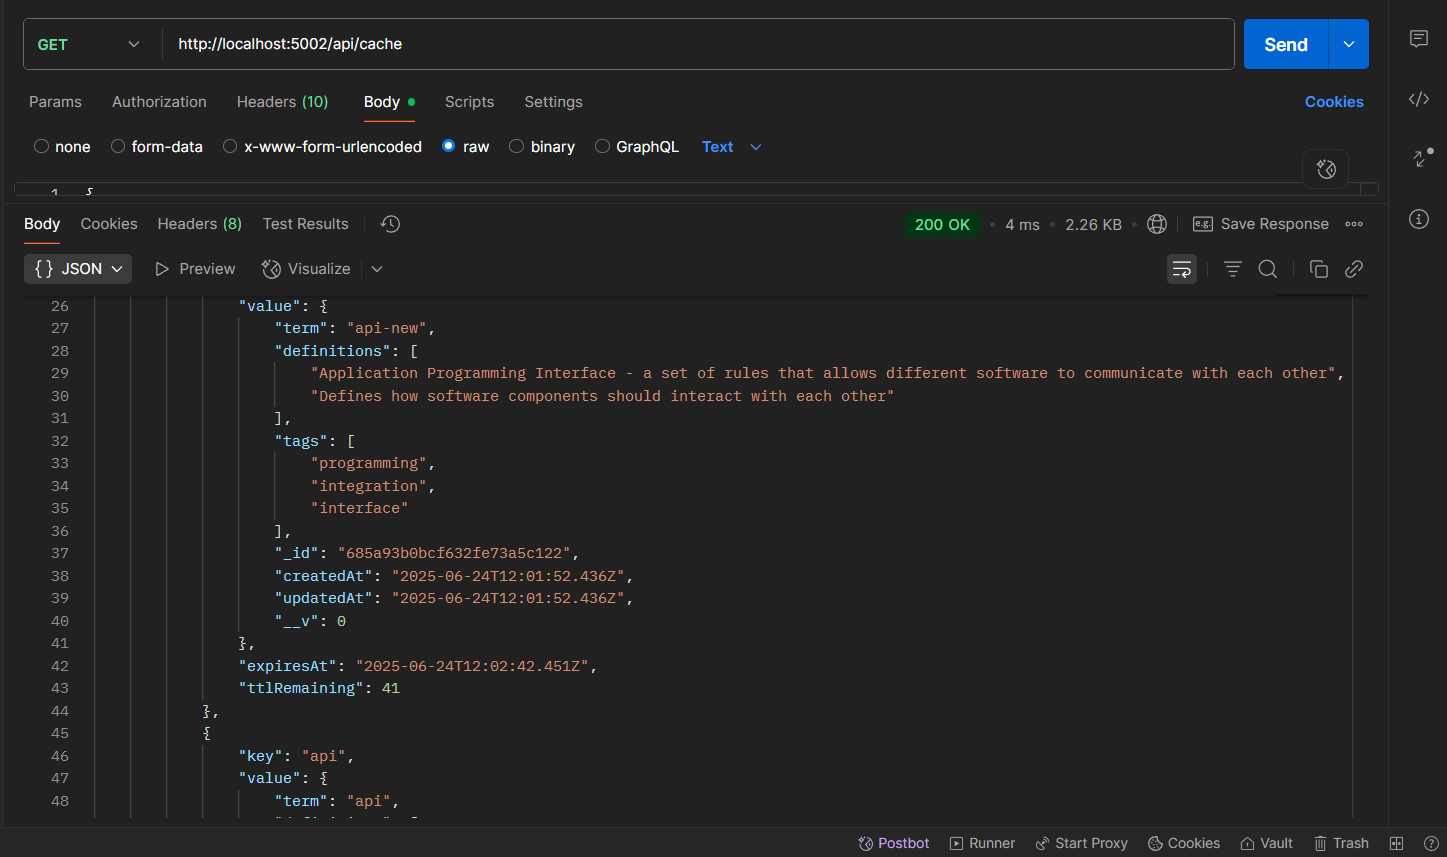 GET http://localhost:5002/api/cache Send
Params Authorization Headers (10) Body Scripts Settings Cookies
none form-data x-www-form-urlencoded raw binary GraphQL Text
1 {
Body Cookies Headers (8) Test Results 200 OK 4 ms 2.26 KB e.g. Save Response
{} JSON Preview Visualize
26 "value": {
27 "term": "api-new",
28 "definitions": [
29 "Application Programming Interface - a set of rules that allows different software to communicate with each other",
30 "Defines how software components should interact with each other"
31 ],
32 "tags": [
33 "programming",
34 "integration",
35 "interface"
36 ],
37 "_id": "685a93b0bcf632fe73a5c122",
38 "createdAt": "2025-06-24T12:01:52.436Z",
39 "updatedAt": "2025-06-24T12:01:52.436Z",
40 "__v": 0
41 },
42 "expiresAt": "2025-06-24T12:02:42.451Z",
43 "ttlRemaining": 41
44 },
45 {
46 "key": "api",
47 "value": {
48 "term": "api",
Postbot Runner Start Proxy Cookies Vault Trash